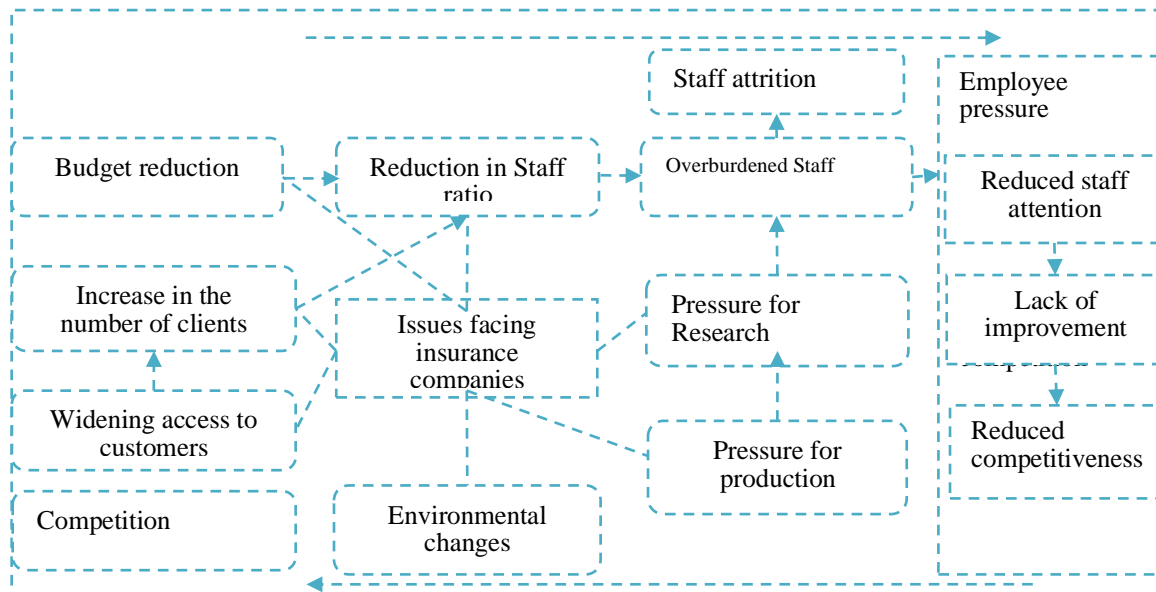 Staff attrition
Employee
pressure
Budget reduction
Reduction in Staff
ratio
Overburdened Staff
Reduced staff
attention
Increase in the
number of clients
Issues facing
insurance
companies
Pressure for
Research
Lack of
improvement
Widening access to
customers
Pressure for
production
Reduced
competitiveness
Competition
Environmental
changes